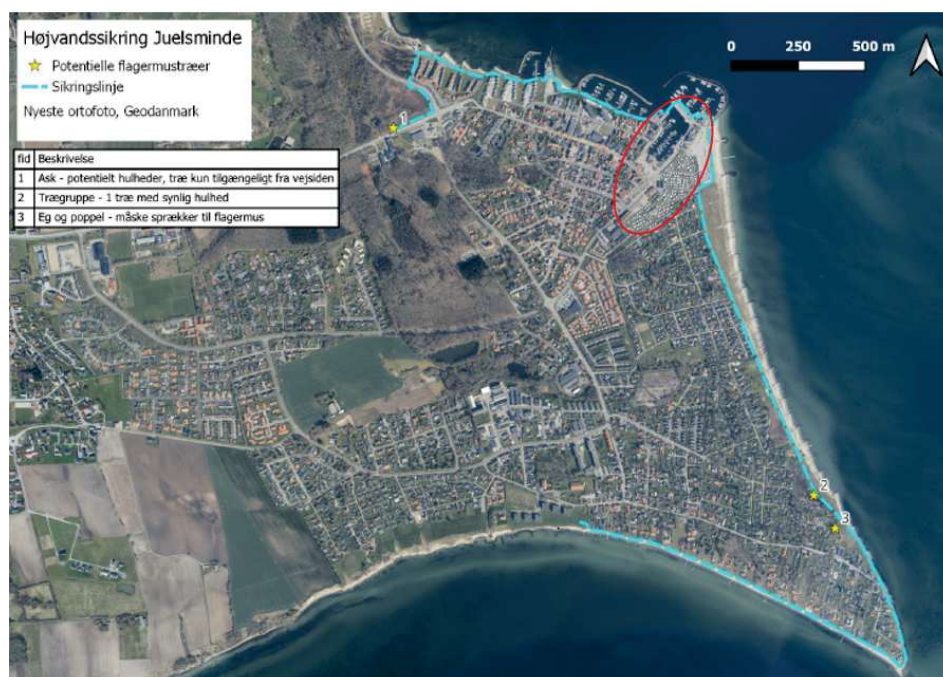 Højvandssikring Juelsminde
Potentielle flagermustræer
Sikringslinje
Nyeste ortofoto, Geodanmark
0 250 500 m
fid Beskrivelse
1 Ask - potentielt hulheder, træ kun tilgængeligt fra vejsiden
2 Trægruppe - 1 træ med synlig hulhed
3 Eg og poppel - måske sprækker til flagermus
1
2
3